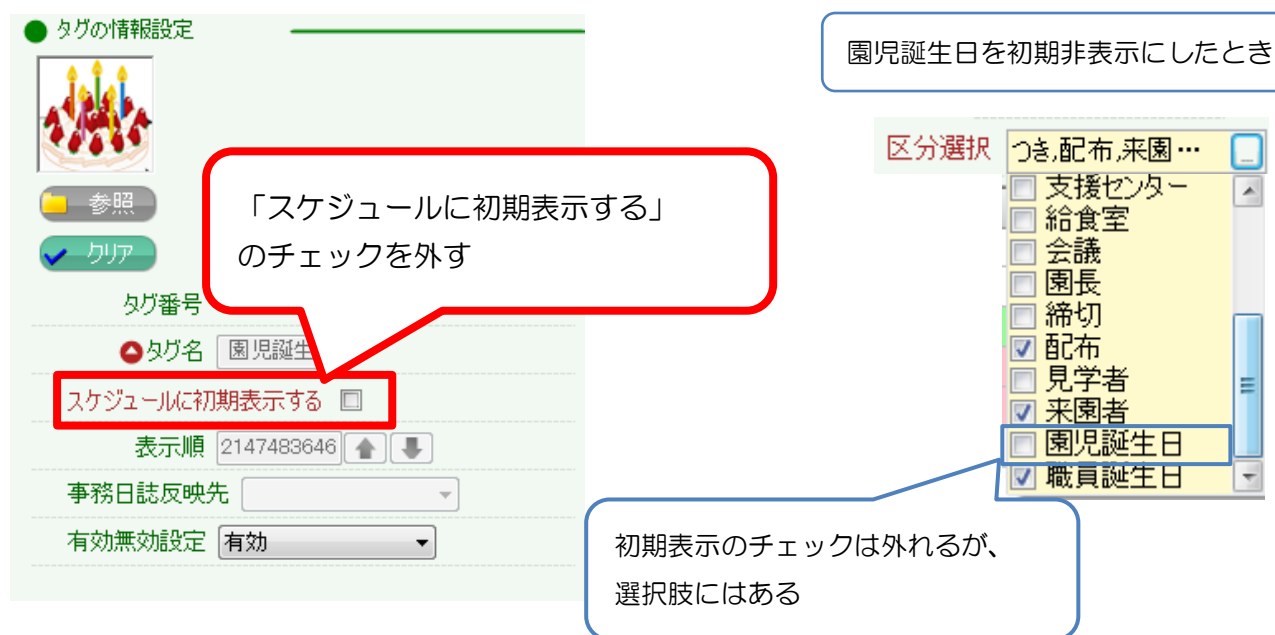 タグの情報設定
参照
クリア
「スケジュールに初期表示する」
のチェックを外す
タグ番号
タグ名 園児誕生
スケジュールに初期表示する
表示順 2147483646
事務日誌反映先
有効無効設定 有効
園児誕生日を初期非表示にしたとき
区分選択 つき,配布,来園…
支援センター
給食室
会議
園長
締切
配布
見学者
来園者
園児誕生日
職員誕生日
初期表示のチェックは外れるが、
選択肢にはある